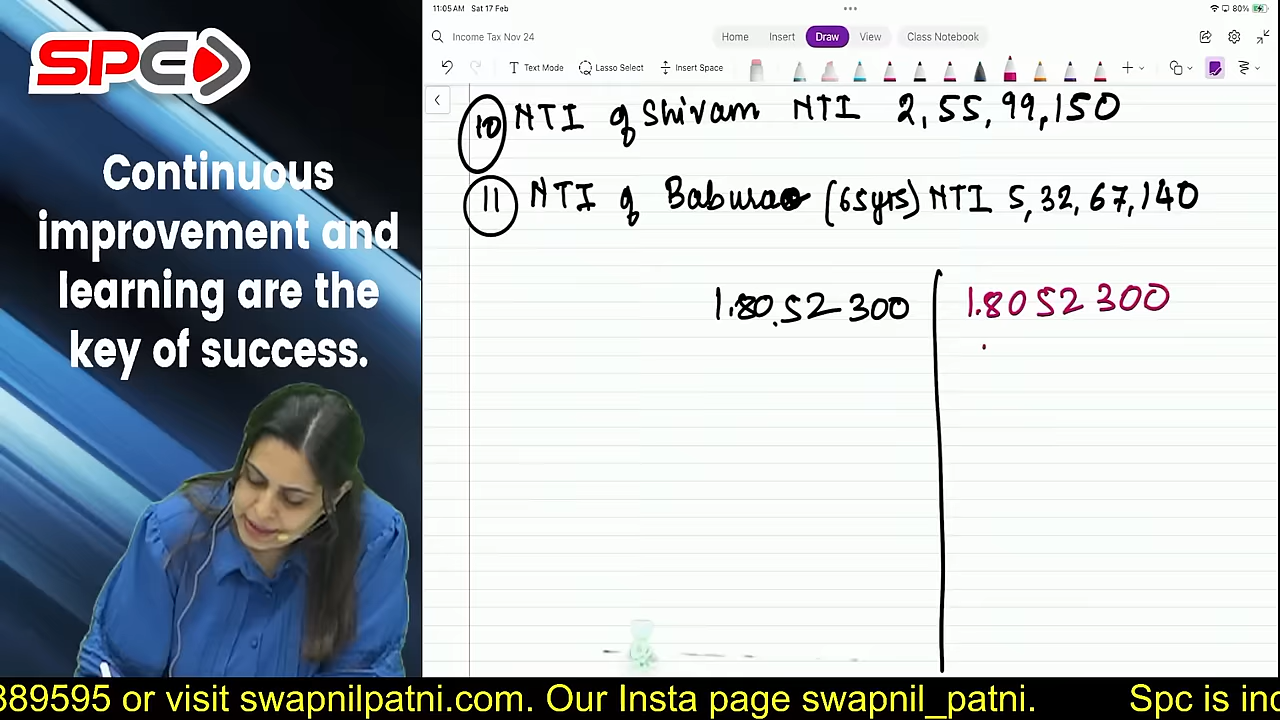 SPC
Continuous
improvement and
learning are the
key of success.
11:05 AM Sat 17 Feb
80%
Income Tax Nov 24
Home Insert Draw View Class Notebook
Text Mode Lasso Select Insert Space
10 NTI of Shivam NTI 2,55,99,150
11 NTI of Baburao (65yrs) NTI 5,32,67,140
1.80.52 300
1.80 52 300
889595 or visit swapnilpatni.com. Our Insta page swapnil_patni. Spc is inc